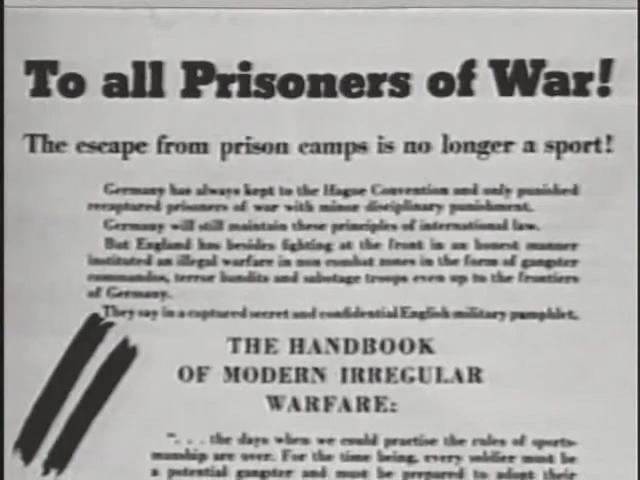 To all Prisoners of War!
The escape from prison camps is no longer a sport!
Germany has always kept to the Hague Convention and only punished
recaptured prisoners of war with minor disciplinary punishment.
Germany will still maintain these principles of international law.
But England has besides fighting at the front in an honest manner
instituted an illegal warfare in non combat zones in the form of gangster
commandos, terror bandits and sabotage troops even up to the frontiers
of Germany.
They say in a captured secret and confidential English military pamphlet,
THE HANDBOOK
OF MODERN IRREGULAR
WARFARE:
". . . the days when we could practise the rules of sports-
manship are over. For the time being, every soldier must be
a potential gangster and must be prepared to adopt their